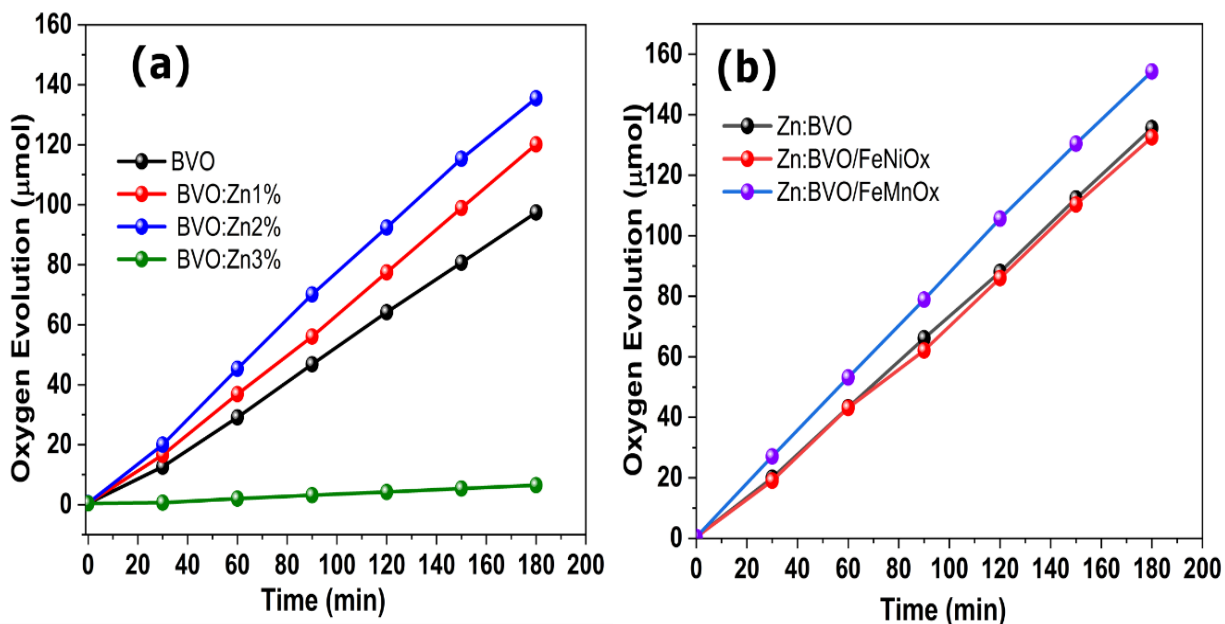 (a)
BVO
BVO:Zn1%
BVO:Zn2%
BVO:Zn3%
Oxygen Evolution (μmol)
160
140
120
100
80
60
40
20
0
0 20 40 60 80 100 120 140 160 180 200
Time (min)
(b)
Zn:BVO
Zn:BVO/FeNiOx
Zn:BVO/FeMnOx
Oxygen Evolution (μmol)
160
140
120
100
80
60
40
20
0
0 20 40 60 80 100 120 140 160 180 200
Time (min)